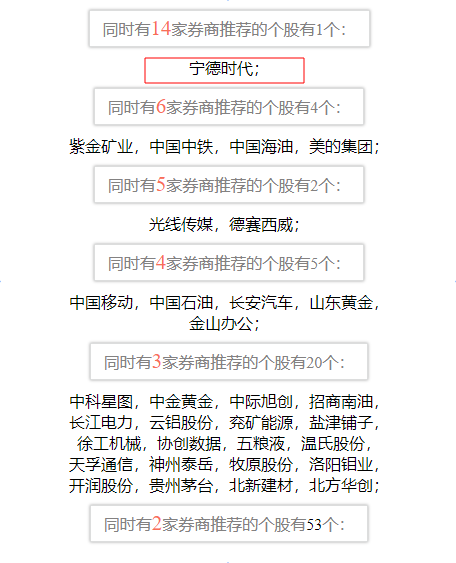 同时有14家券商推荐的个股有1个：
宁德时代；
同时有6家券商推荐的个股有4个：
紫金矿业，中国中铁，中国海油，美的集团；
同时有5家券商推荐的个股有2个：
光线传媒，德赛西威；
同时有4家券商推荐的个股有5个：
中国移动，中国石油，长安汽车，山东黄金，
金山办公；
同时有3家券商推荐的个股有20个：
中科星图，中金黄金，中际旭创，招商南油，
长江电力，云铝股份，兖矿能源，盐津铺子，
徐工机械，协创数据，五粮液，温氏股份，
天孚通信，神州泰岳，牧原股份，洛阳钼业，
开润股份，贵州茅台，北新建材，北方华创；
同时有2家券商推荐的个股有53个：